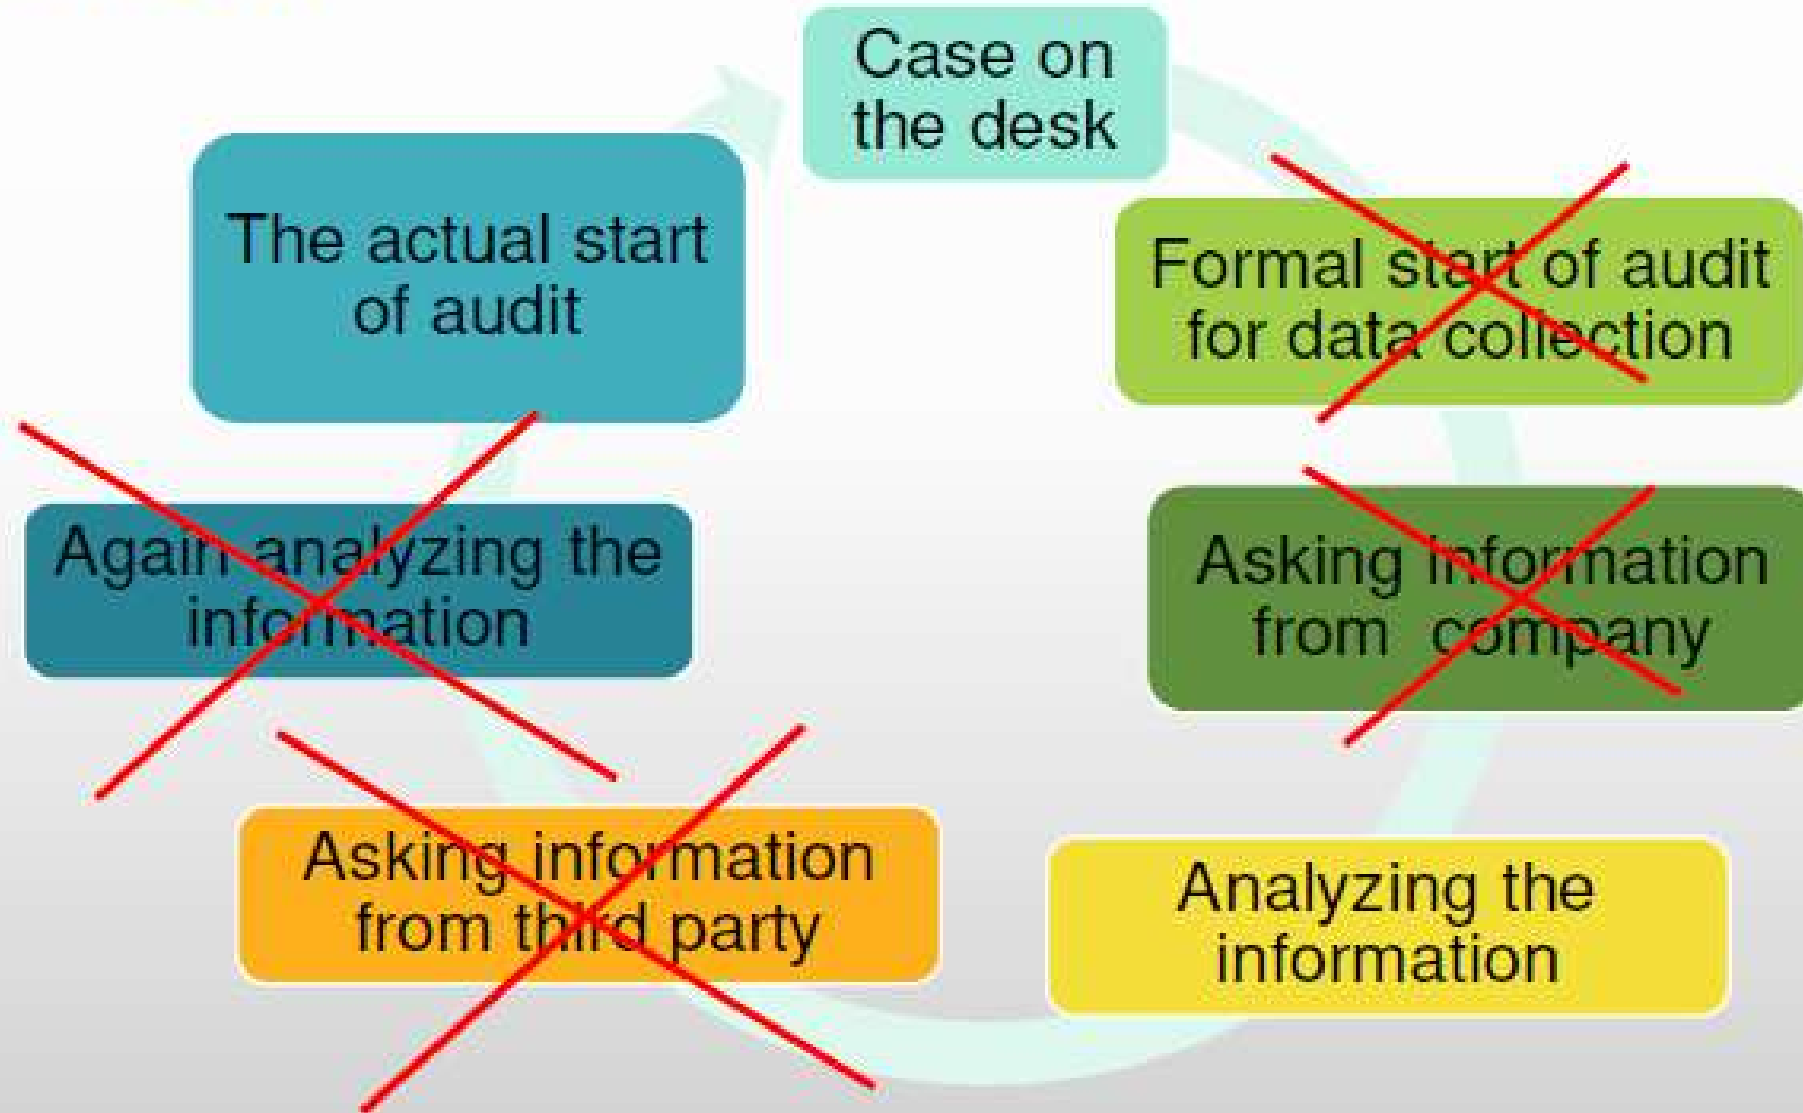 Case on
the desk
Formal start of audit
for data collection
Asking information
from company
Analyzing the
information
Asking information
from third party
Again analyzing the
information
The actual start
of audit